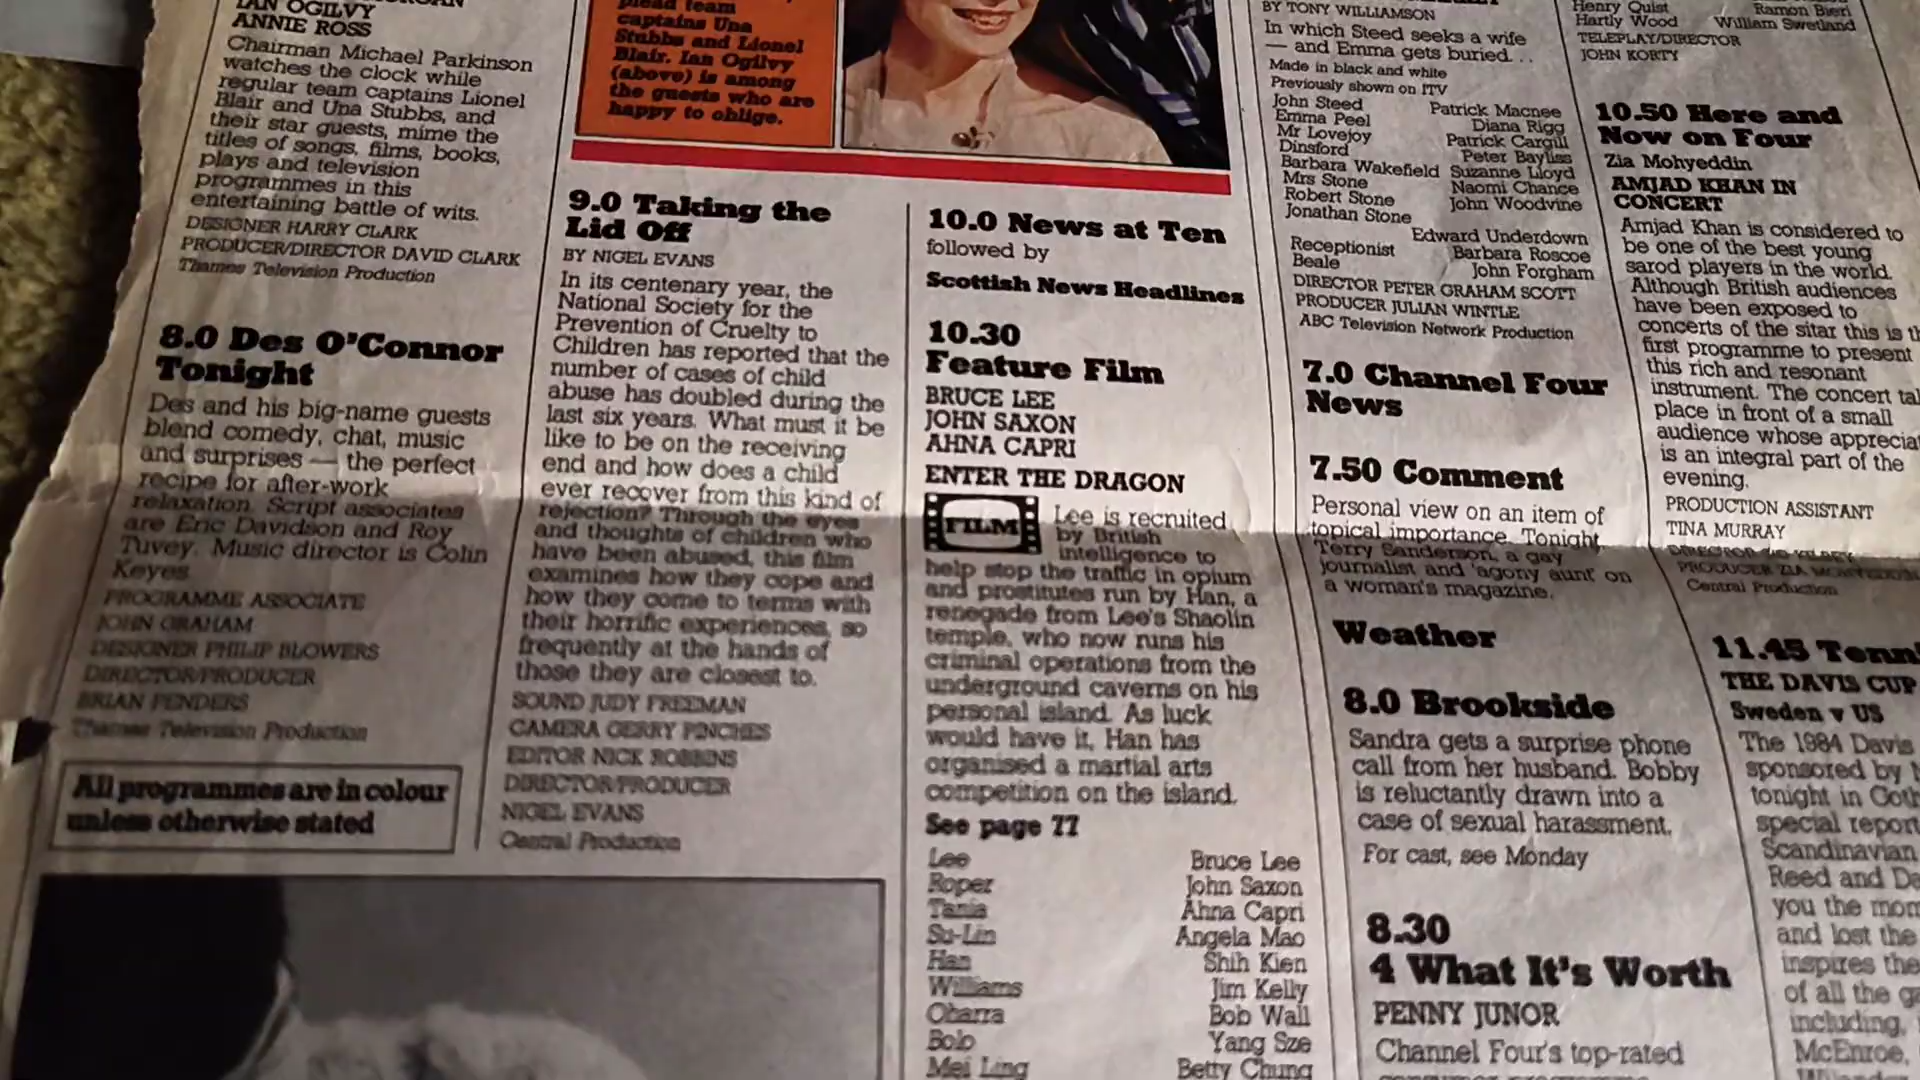 IAN OGILVY
ANNIE ROSS
Chairman Michael Parkinson
watches the clock while
regular team captains Lionel
Blair and Una Stubbs, and
their star guests, mime the
titles of songs, films, books,
plays and television
programmes in this
entertaining battle of wits.
DESIGNER HARRY CLARK
PRODUCER/DIRECTOR DAVID CLARK
Thames Television Production
8.0 Des O'Connor
Tonight
Des and his big-name guests
blend comedy, chat, music
and surprises — the perfect
recipe for after-work
relaxation. Script associates
are Eric Davidson and Roy
Tuvey. Music director is Colin
Keyes
PROGRAMME ASSOCIATE
JOHN GRAHAM
DESIGNER PHILIP BLOWERS
DIRECTOR/PRODUCER
BRIAN PENDERS
Thames Television Production
All programmes are in colour
unless otherwise stated
plead team
captains Una
Stubbs and Lionel
Blair. Ian Ogilvy
(above) is among
the guests who are
happy to oblige.
9.0 Taking the
Lid Off
BY NIGEL EVANS
In its centenary year, the
National Society for the
Prevention of Cruelty to
Children has reported that the
number of cases of child
abuse has doubled during the
last six years. What must it be
like to be on the receiving
end and how does a child
ever recover from this kind of
rejection? Through the eyes
and thoughts of children who
have been abused, this film
examines how they cope and
how they come to terms with
their horrific experiences, so
frequently at the hands of
those they are closest to.
SOUND JUDY FREEMAN
CAMERA GERRY PINCHES
EDITOR NICK ROBBINS
DIRECTOR/PRODUCER
NIGEL EVANS
Central Production
10.0 News at Ten
followed by
Scottish News Headlines
10.30
Feature Film
BRUCE LEE
JOHN SAXON
AHNA CAPRI
ENTER THE DRAGON
FILM Lee is recruited
by British
intelligence to
help stop the traffic in opium
and prostitutes run by Han, a
renegade from Lee's Shaolin
temple, who now runs his
criminal operations from the
underground caverns on his
personal island. As luck
would have it, Han has
organised a martial arts
competition on the island.
See page 77
Lee Bruce Lee
Roper John Saxon
Tania Ahna Capri
Su-Lin Angela Mao
Han Shih Kien
Williams Jim Kelly
Oharra Bob Wall
Bolo Yang Sze
Mei Ling Betty Chung
BY TONY WILLIAMSON
In which Steed seeks a wife
— and Emma gets buried. . .
Made in black and white
Previously shown on ITV
John Steed Patrick Macnee
Emma Peel Diana Rigg
Mr Lovejoy Patrick Cargill
Dinsford Peter Bayliss
Barbara Wakefield Suzanne Lloyd
Mrs Stone Naomi Chance
Robert Stone John Woodvine
Jonathan Stone
Edward Underdown
Receptionist Barbara Roscoe
Beale John Forgham
DIRECTOR PETER GRAHAM SCOTT
PRODUCER JULIAN WINTLE
ABC Television Network Production
7.0 Channel Four
News
7.50 Comment
Personal view on an item of
topical importance. Tonight,
Terry Sanderson, a gay
journalist and 'agony aunt' on
a woman's magazine.
Weather
8.0 Brookside
Sandra gets a surprise phone
call from her husband. Bobby
is reluctantly drawn into a
case of sexual harassment.
For cast, see Monday
8.30
4 What It's Worth
PENNY JUNOR
Channel Four's top-rated
Henry Quist Ramon Bieri
Hartly Wood William Swetland
TELEPLAY/DIRECTOR
JOHN KORTY
10.50 Here and
Now on Four
Zia Mohyeddin
AMJAD KHAN IN
CONCERT
Amjad Khan is considered to
be one of the best young
sarod players in the world.
Although British audiences
have been exposed to
concerts of the sitar this is th
first programme to present
this rich and resonant
instrument. The concert tak
place in front of a small
audience whose appreciat
is an integral part of the
evening.
PRODUCTION ASSISTANT
TINA MURRAY
PRODUCER ZIA
Central Production
11.45 Tenni
THE DAVIS CUP
Sweden v US
The 1984 Davis
sponsored by N
tonight in Goth
special report
Scandinavian
Reed and Da
you the mom
and lost the
inspires the
of all the ga
including,
McEnroe,